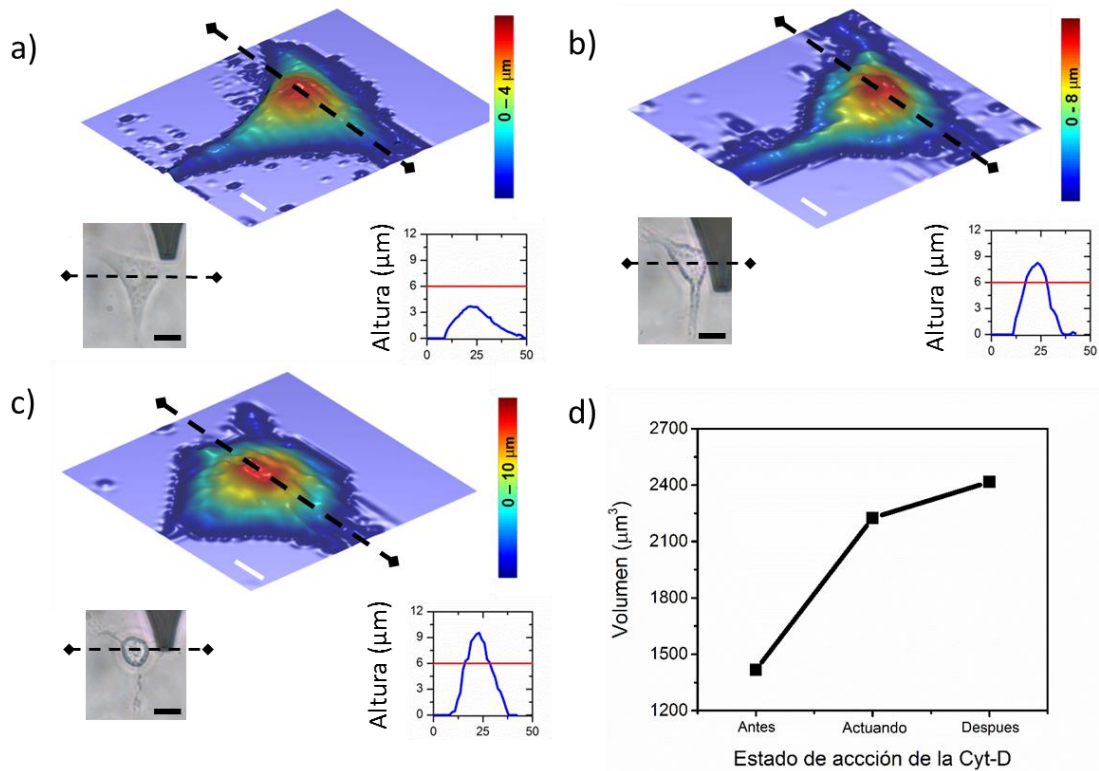 a)
0 – 4 μm
Altura (μm)
12
9
6
3
0
0 25 50
b)
0 - 8 μm
Altura (μm)
12
9
6
3
0
0 25 50
c)
0 – 10 μm
Altura (μm)
12
9
6
3
0
0 25 50
d)
Volumen (μm³)
2700
2400
2100
1800
1500
1200
Antes Actuando Despues
Estado de accción de la Cyt-D